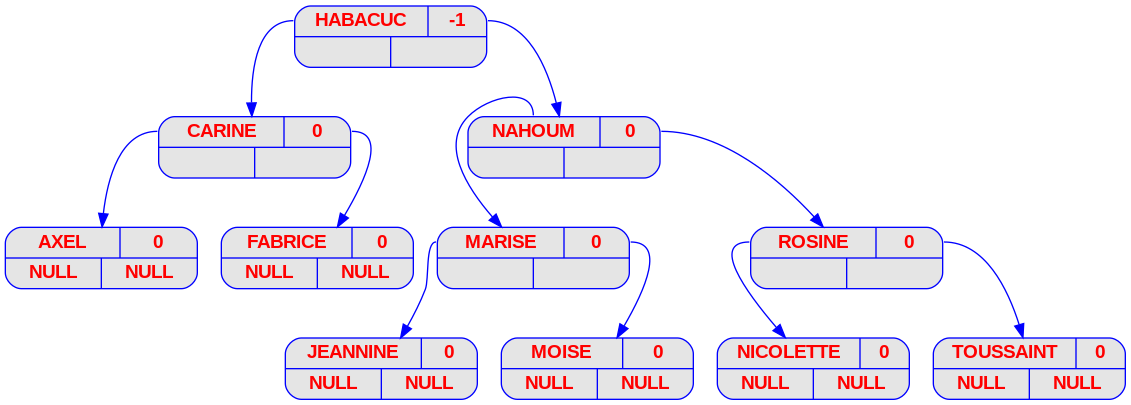 HABACUC -1
CARINE 0
NAHOUM 0
AXEL 0
NULL NULL
FABRICE 0
NULL NULL
MARISE 0
ROSINE 0
JEANNINE 0
NULL NULL
MOISE 0
NULL NULL
NICOLETTE 0
NULL NULL
TOUSSAINT 0
NULL NULL